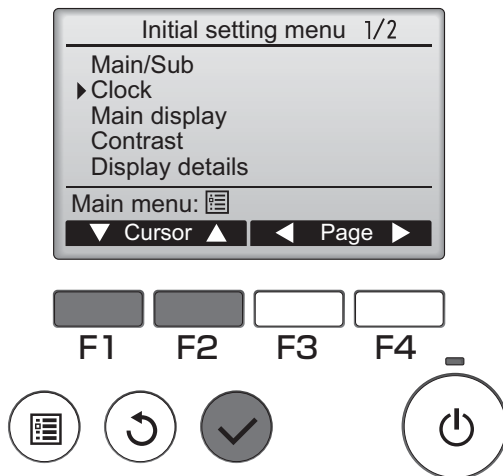 Initial setting menu 1/2
Main/Sub
Clock
Main display
Contrast
Display details
Main menu:
Cursor Page
F1 F2 F3 F4